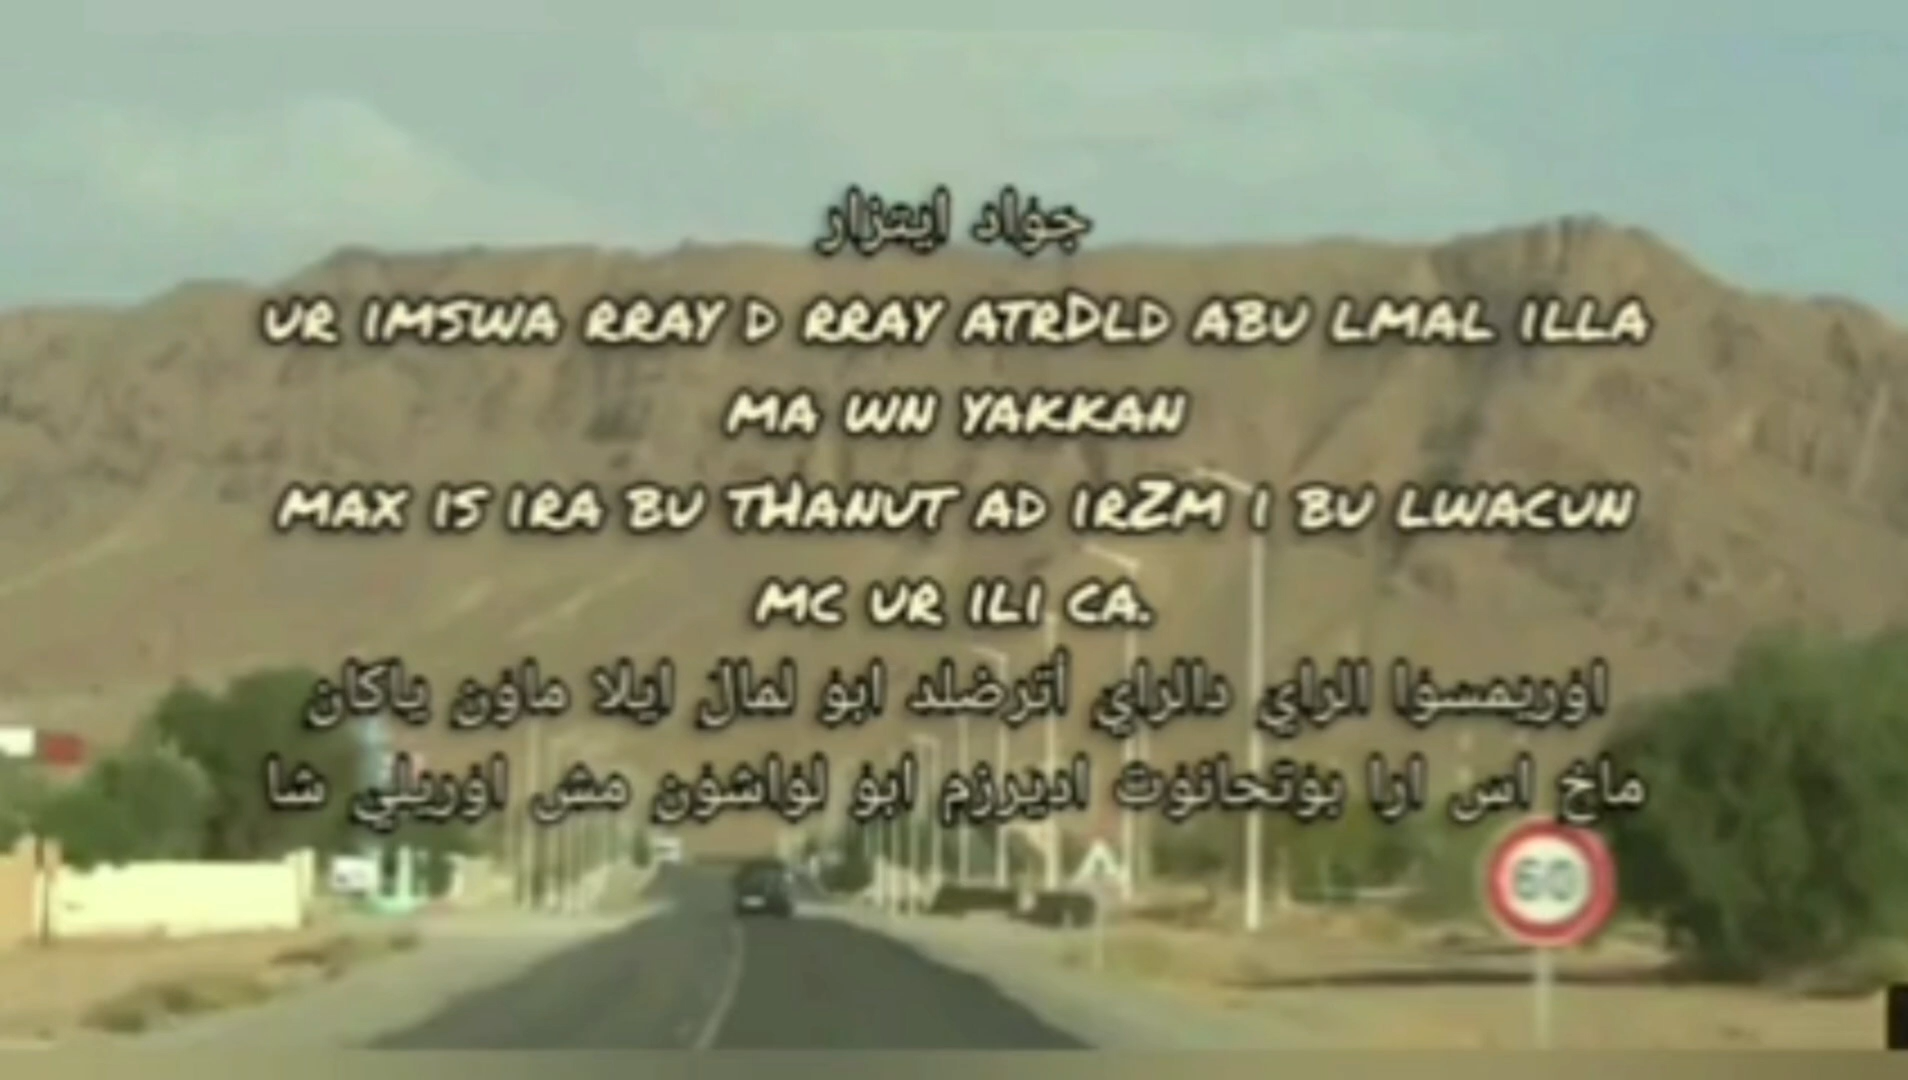 جواد ايتزار
UR IMSWA RRAY D RRAY ATRDLD ABU LMAL ILLA
MA WN YAKKAN
MAX IS IRA BU THANUT AD IRZM I BU LWACUN
MC UR ILI CA.
اوريمسوا الراي دالراي أترضلد ابو لمال ايلا ماون ياكان
ماخ اس ارا بوتحانوت اديرزم ابو لواشون مش اوريلي شا
60